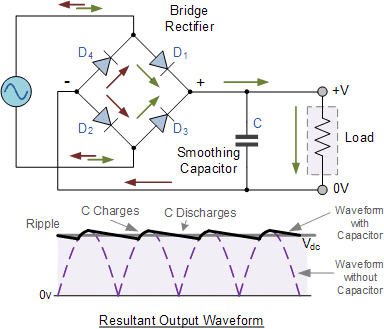 Bridge
Rectifier
D4
D1
-
+
+V
D2
D3
C
Smoothing
Capacitor
Load
0V
C Charges
C Discharges
Waveform
with
Capacitor
Ripple
Vdc
Waveform
without
Capacitor
0v
Resultant Output Waveform